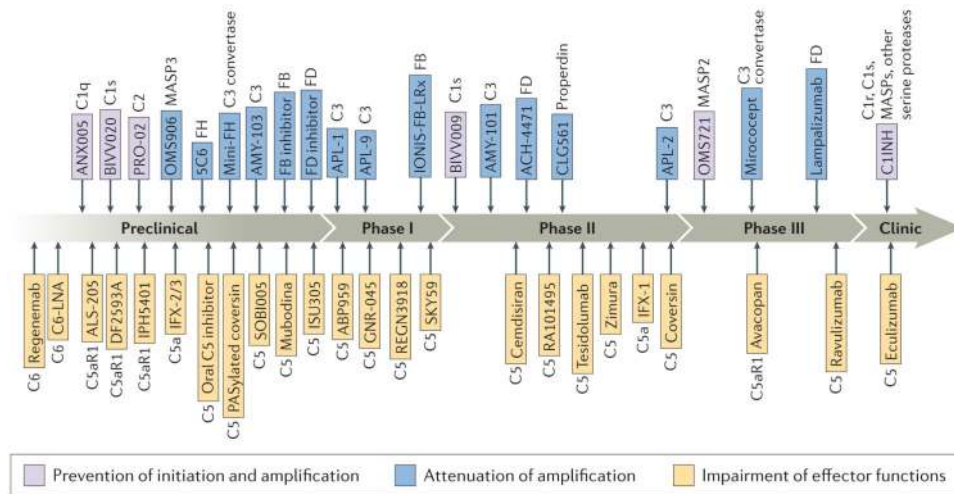 C1q
ANX005
C1s
BIVV020
C2
PRO-02
MASP3
OMS906
FH
5C6
C3 convertase
Mini-FH
C3
AMY-103
FB
FB inhibitor
FD
FD inhibitor
C3
APL-1
C3
APL-9
FB
IONIS-FB-LRx
C1s
BIVV009
C3
AMY-101
FD
ACH-4471
Properdin
CLG561
C3
APL-2
MASP2
OMS721
C3
convertase
Mirococept
FD
Lampalizumab
C1r, C1s,
MASPs, other
serine proteases
C1INH
Preclinical
Phase I
Phase II
Phase III
Clinic
C6 Regenemab
C6 C6-LNA
C5aR1 ALS-205
C5aR1 DF2593A
C5aR1 IPH5401
C5a IFX-2/3
C5 Oral C5 inhibitor
C5 PASylated coversin
C5 SOBI005
C5 Mubodina
C5 ISU305
C5 ABP959
C5 GNR-045
C5 REGN3918
C5 SKY59
C5 Cemdisiran
C5 RA101495
C5 Tesidolumab
C5 Zimura
C5a IFX-1
C5 Coversin
C5aR1 Avacopan
C5 Ravulizumab
C5 Eculizumab
Prevention of initiation and amplification
Attenuation of amplification
Impairment of effector functions